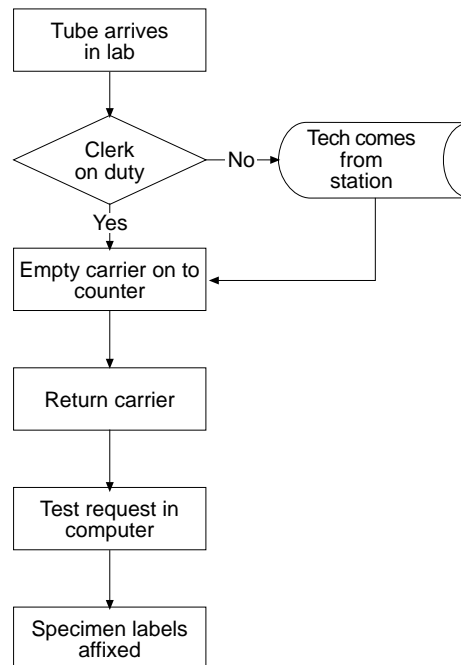 Tube arrives
in lab
Clerk
on duty
No
Tech comes
from
station
Yes
Empty carrier on to
counter
Return carrier
Test request in
computer
Specimen labels
affixed